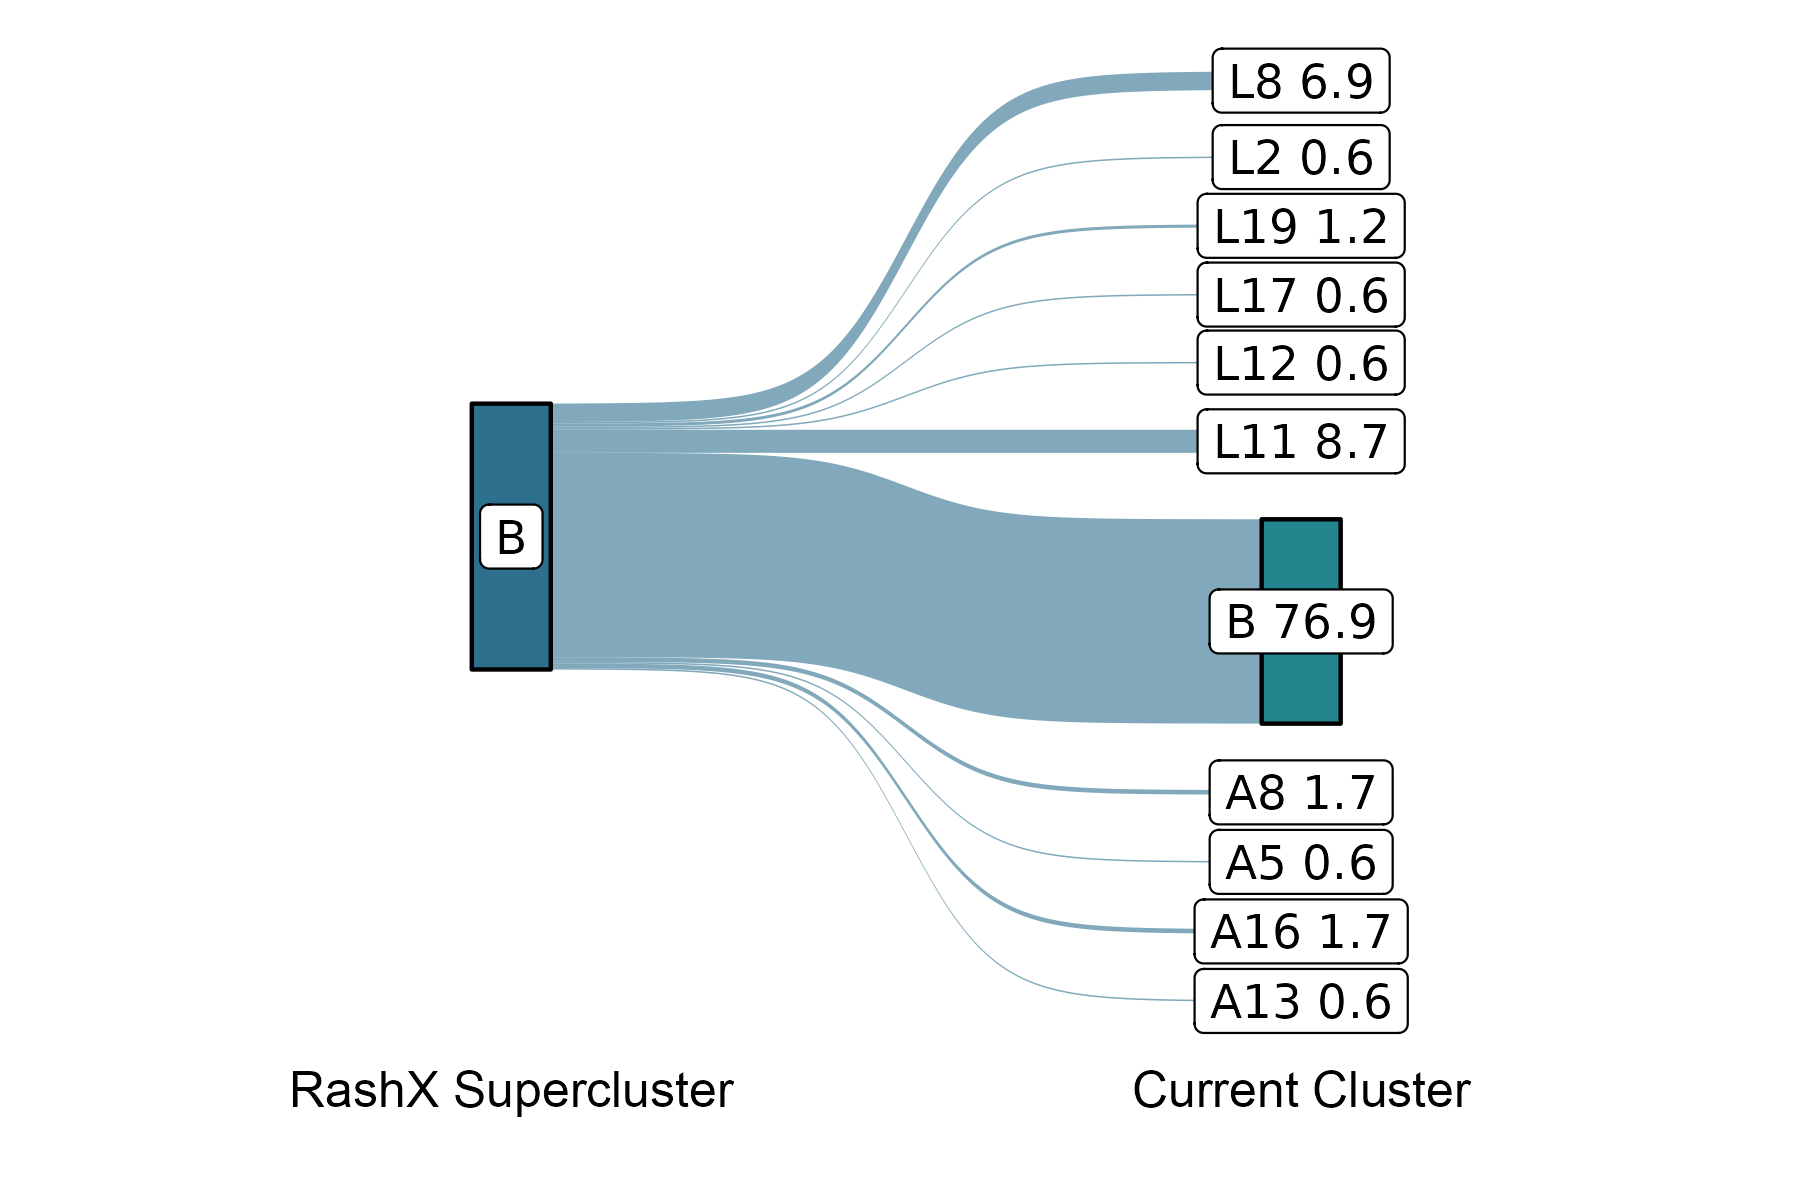 L8 6.9
L2 0.6
L19 1.2
L17 0.6
L12 0.6
L11 8.7
B
B 76.9
A8 1.7
A5 0.6
A16 1.7
A13 0.6
RashX Supercluster
Current Cluster